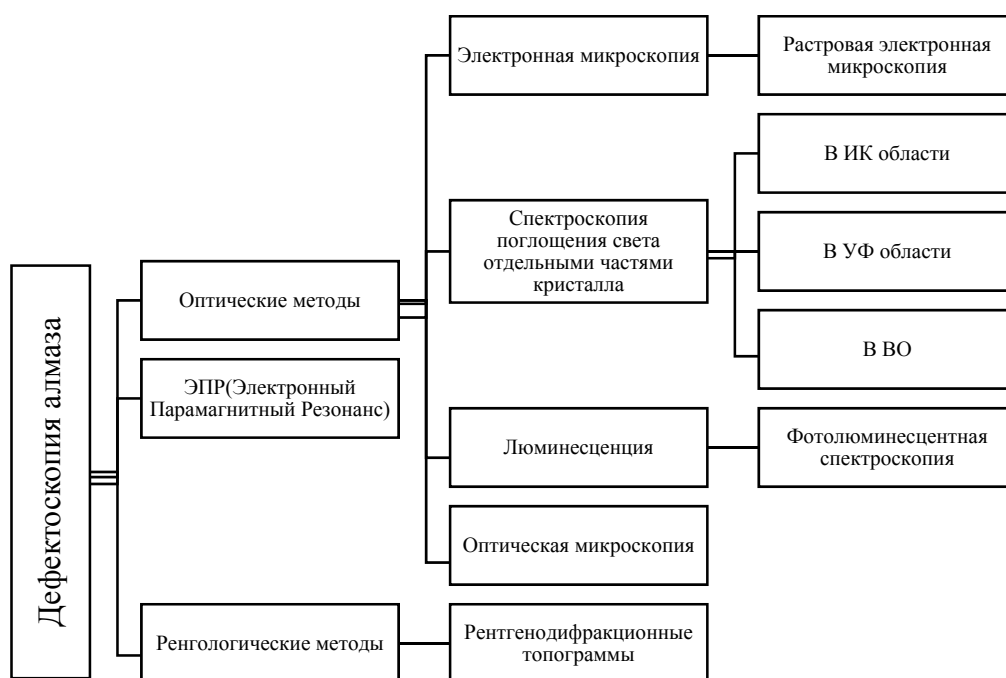 Дефектоскопия алмаза
Оптические методы
ЭПР(Электронный
Парамагнитный Резонанс)
Ренгологические методы
Электронная микроскопия
Спектроскопия
поглощения света
отдельными частями
кристалла
Люминесценция
Оптическая микроскопия
Рентгенодифракционные
топограммы
Растровая электронная
микроскопия
В ИК области
В УФ области
В ВО
Фотолюминесцентная
спектроскопия